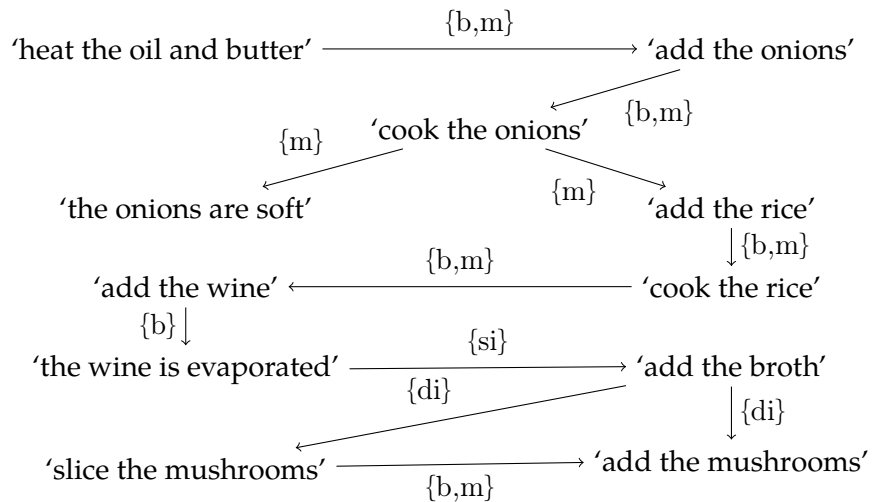 {b,m}
‘heat the oil and butter’ ‘add the onions’
{b,m}
‘cook the onions’
{m}
{m}
‘the onions are soft’ ‘add the rice’
{b,m}
{b,m}
‘add the wine’ ‘cook the rice’
{b}
{si}
‘the wine is evaporated’ ‘add the broth’
{di}
{di}
‘slice the mushrooms’ ‘add the mushrooms’
{b,m}